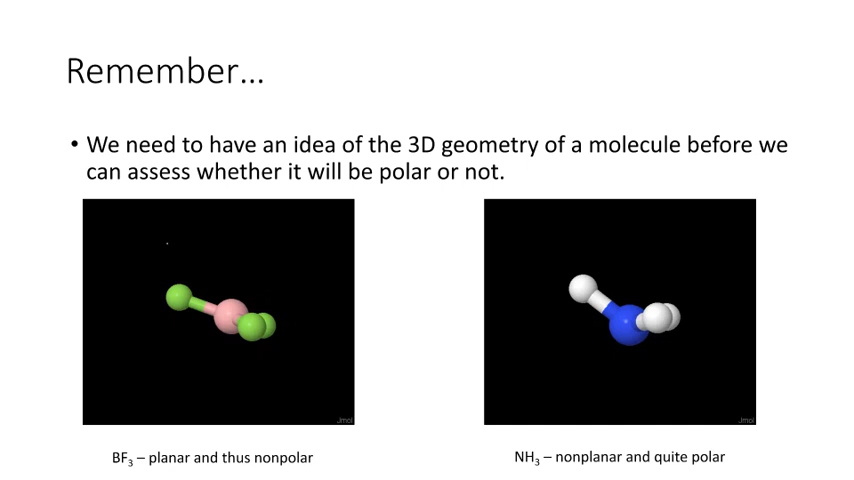 Remember...
• We need to have an idea of the 3D geometry of a molecule before we
can assess whether it will be polar or not.
Jmol
Jmol
BF₃ – planar and thus nonpolar
NH₃ – nonplanar and quite polar